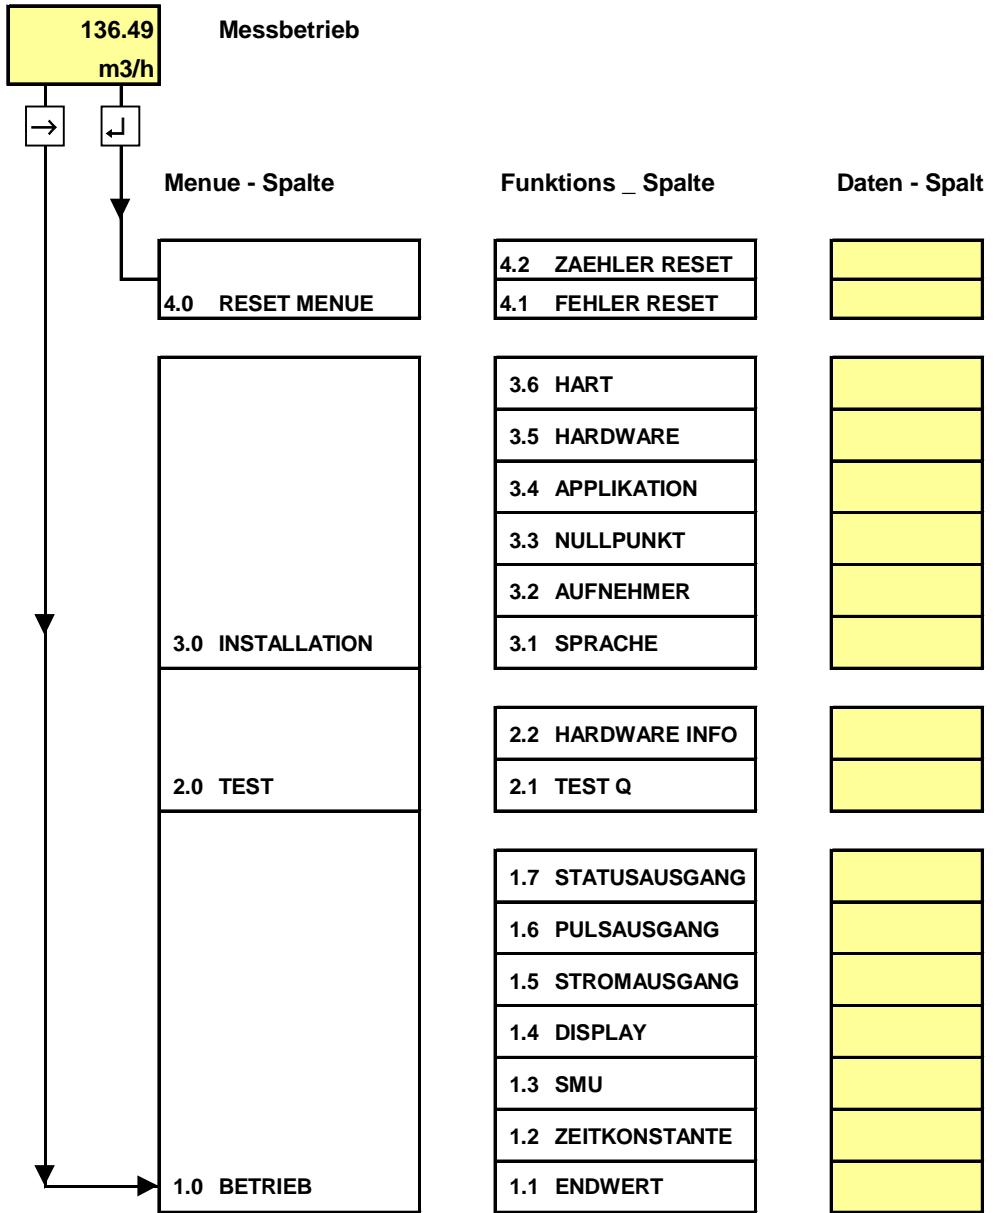 136.49 Messbetrieb
m3/h
Menue - Spalte Funktions _ Spalte Daten - Spalt
4.2 ZAEHLER RESET
4.0 RESET MENUE 4.1 FEHLER RESET
3.6 HART
3.5 HARDWARE
3.4 APPLIKATION
3.3 NULLPUNKT
3.2 AUFNEHMER
3.0 INSTALLATION 3.1 SPRACHE
2.2 HARDWARE INFO
2.0 TEST 2.1 TEST Q
1.7 STATUSAUSGANG
1.6 PULSAUSGANG
1.5 STROMAUSGANG
1.4 DISPLAY
1.3 SMU
1.2 ZEITKONSTANTE
1.0 BETRIEB 1.1 ENDWERT